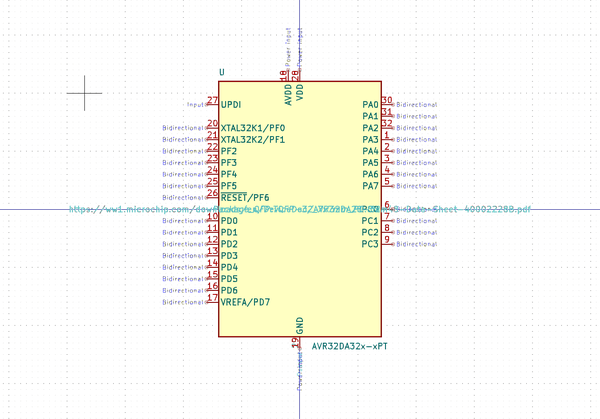 Power input
Power input
U
18
28
AVDD
VDD
Input
27
UPDI
30
PA0
Bidirectional
31
PA1
Bidirectional
Bidirectional
20
XTAL32K1/PF0
32
PA2
Bidirectional
Bidirectional
21
XTAL32K2/PF1
1
PA3
Bidirectional
Bidirectional
22
PF2
2
PA4
Bidirectional
Bidirectional
23
PF3
3
PA5
Bidirectional
Bidirectional
24
PF4
4
PA6
Bidirectional
Bidirectional
25
PF5
5
PA7
Bidirectional
Bidirectional
26
RESET/PF6
6
Bidirectional
Bidirectional
10
PD0
PC1
7
Bidirectional
Bidirectional
11
PD1
PC2
8
Bidirectional
Bidirectional
12
PD2
PC3
9
Bidirectional
Bidirectional
13
PD3
Bidirectional
14
PD4
Bidirectional
15
PD5
Bidirectional
16
PD6
Bidirectional
17
VREFA/PD7
GND
19
Power input
AVR32DA32x-xPT